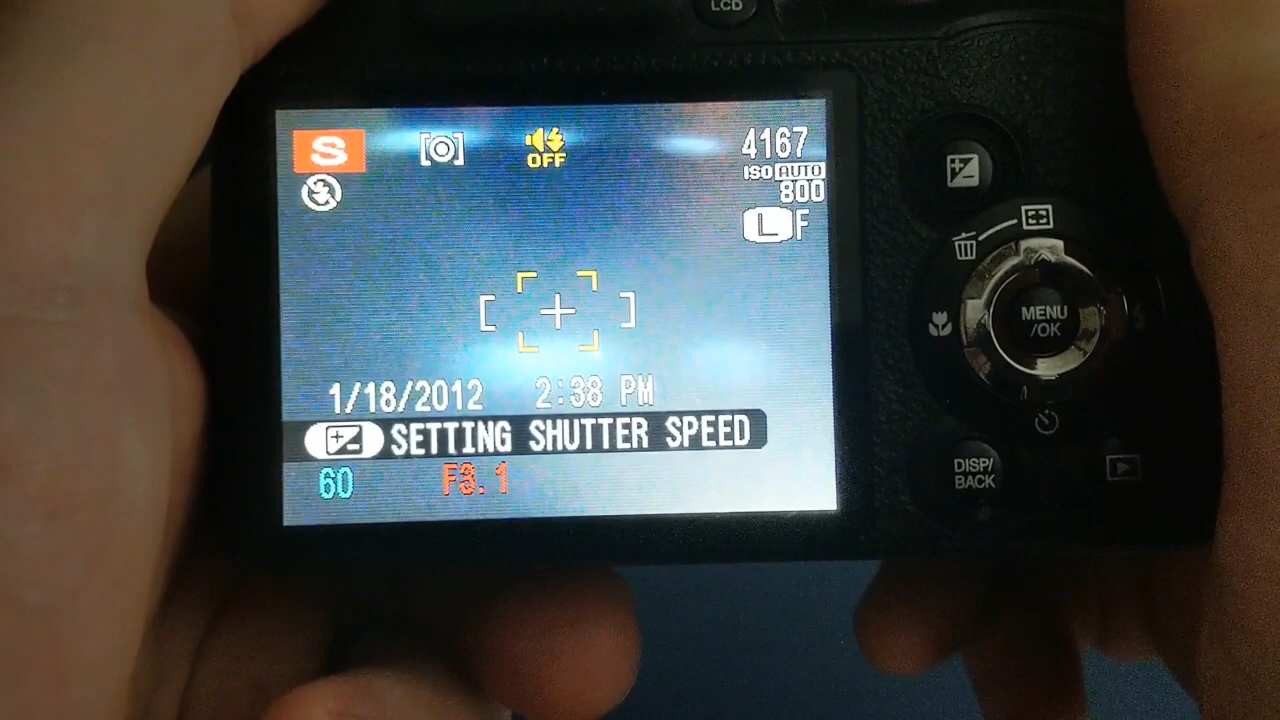 LCD
S
OFF
4167
ISO AUTO
800
L F
1/18/2012 2:38 PM
SETTING SHUTTER SPEED
60 F3.1
MENU
/OK
DISP/
BACK